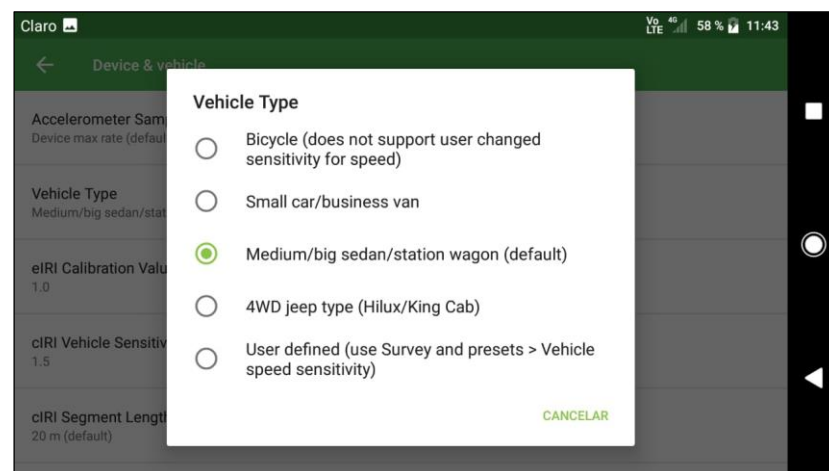 Claro
Vo LTE 4G 58 % 11:43
Device & vehicle
Accelerometer Sam
Device max rate (defaul
Vehicle Type
Medium/big sedan/stat
eIRI Calibration Valu
1.0
cIRI Vehicle Sensitiv
1.5
cIRI Segment Lengt
20 m (default)
Vehicle Type
Bicycle (does not support user changed
sensitivity for speed)
Small car/business van
Medium/big sedan/station wagon (default)
4WD jeep type (Hilux/King Cab)
User defined (use Survey and presets > Vehicle
speed sensitivity)
CANCELAR